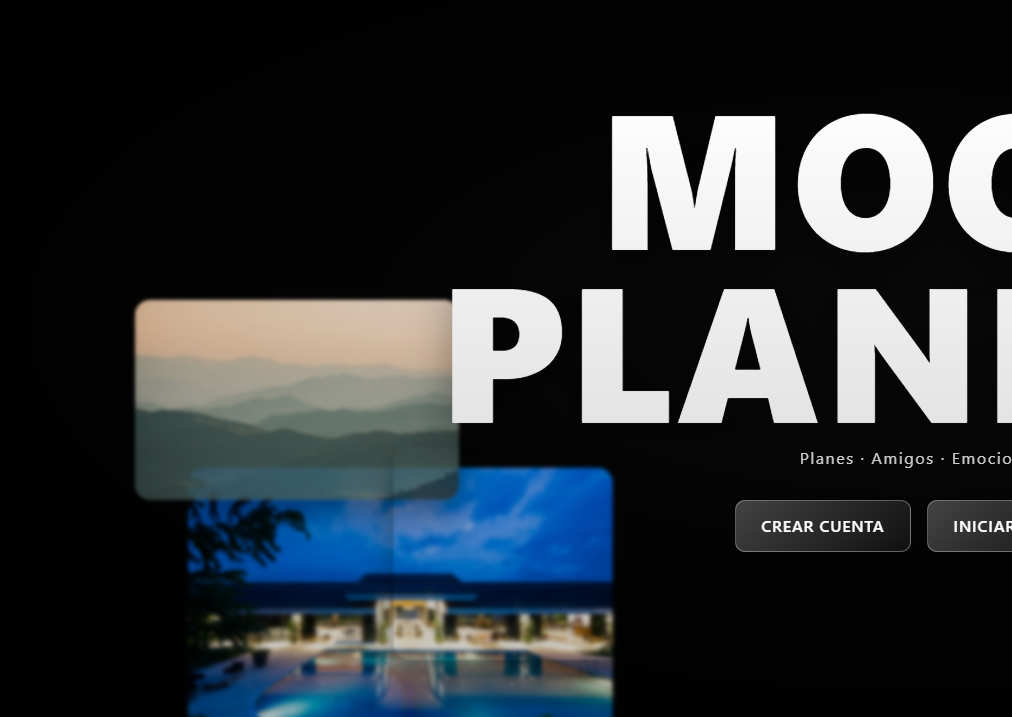 MOO
PLAN
Planes · Amigos · Emocio
CREAR CUENTA
INICIAR